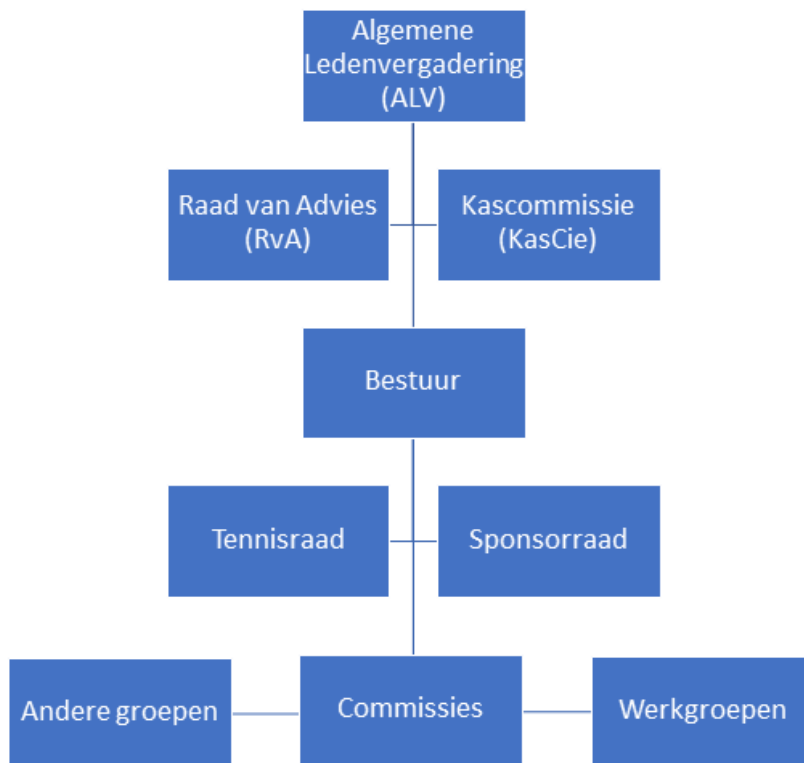 Algemene
Ledenvergadering
(ALV)
Raad van Advies
(RvA)
Kascommissie
(KasCie)
Bestuur
Tennisraad
Sponsorraad
Andere groepen
Commissies
Werkgroepen